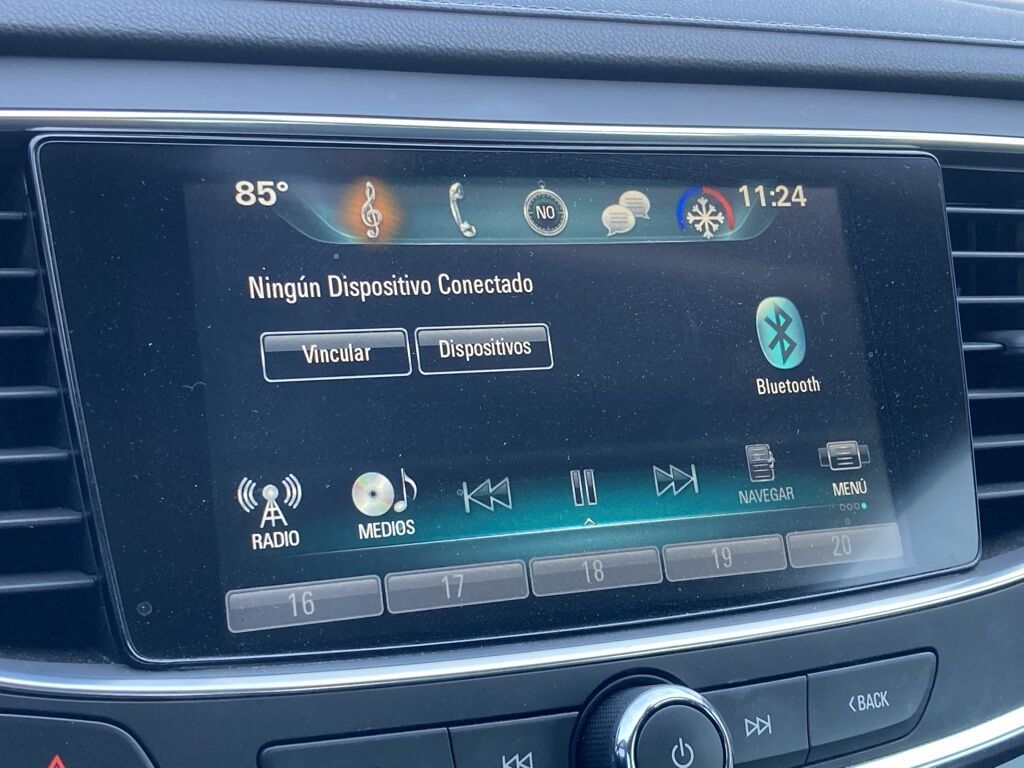 85° NO 11:24
Ningún Dispositivo Conectado
Vincular Dispositivos
Bluetooth
RADIO MEDIOS NAVEGAR MENÚ
16 17 18 19 20
<BACK